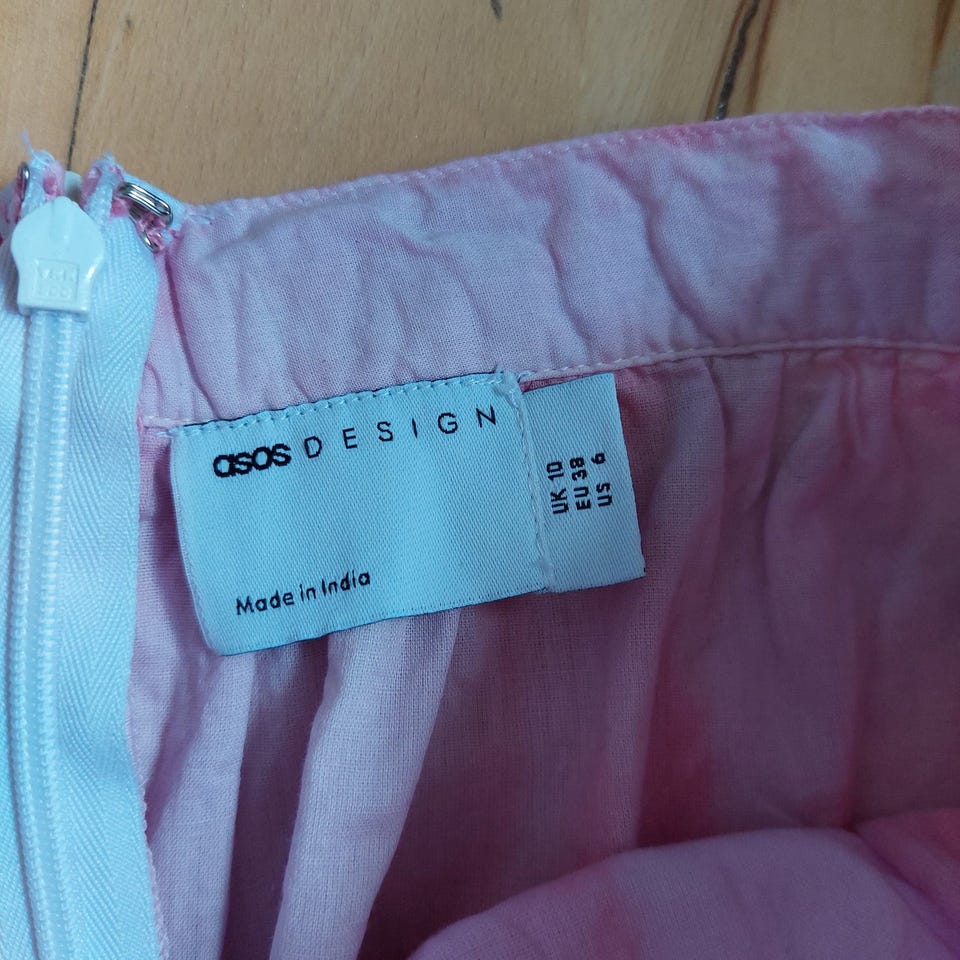 asos DESIGN
Made in India
UK 10
EU 38
US 6